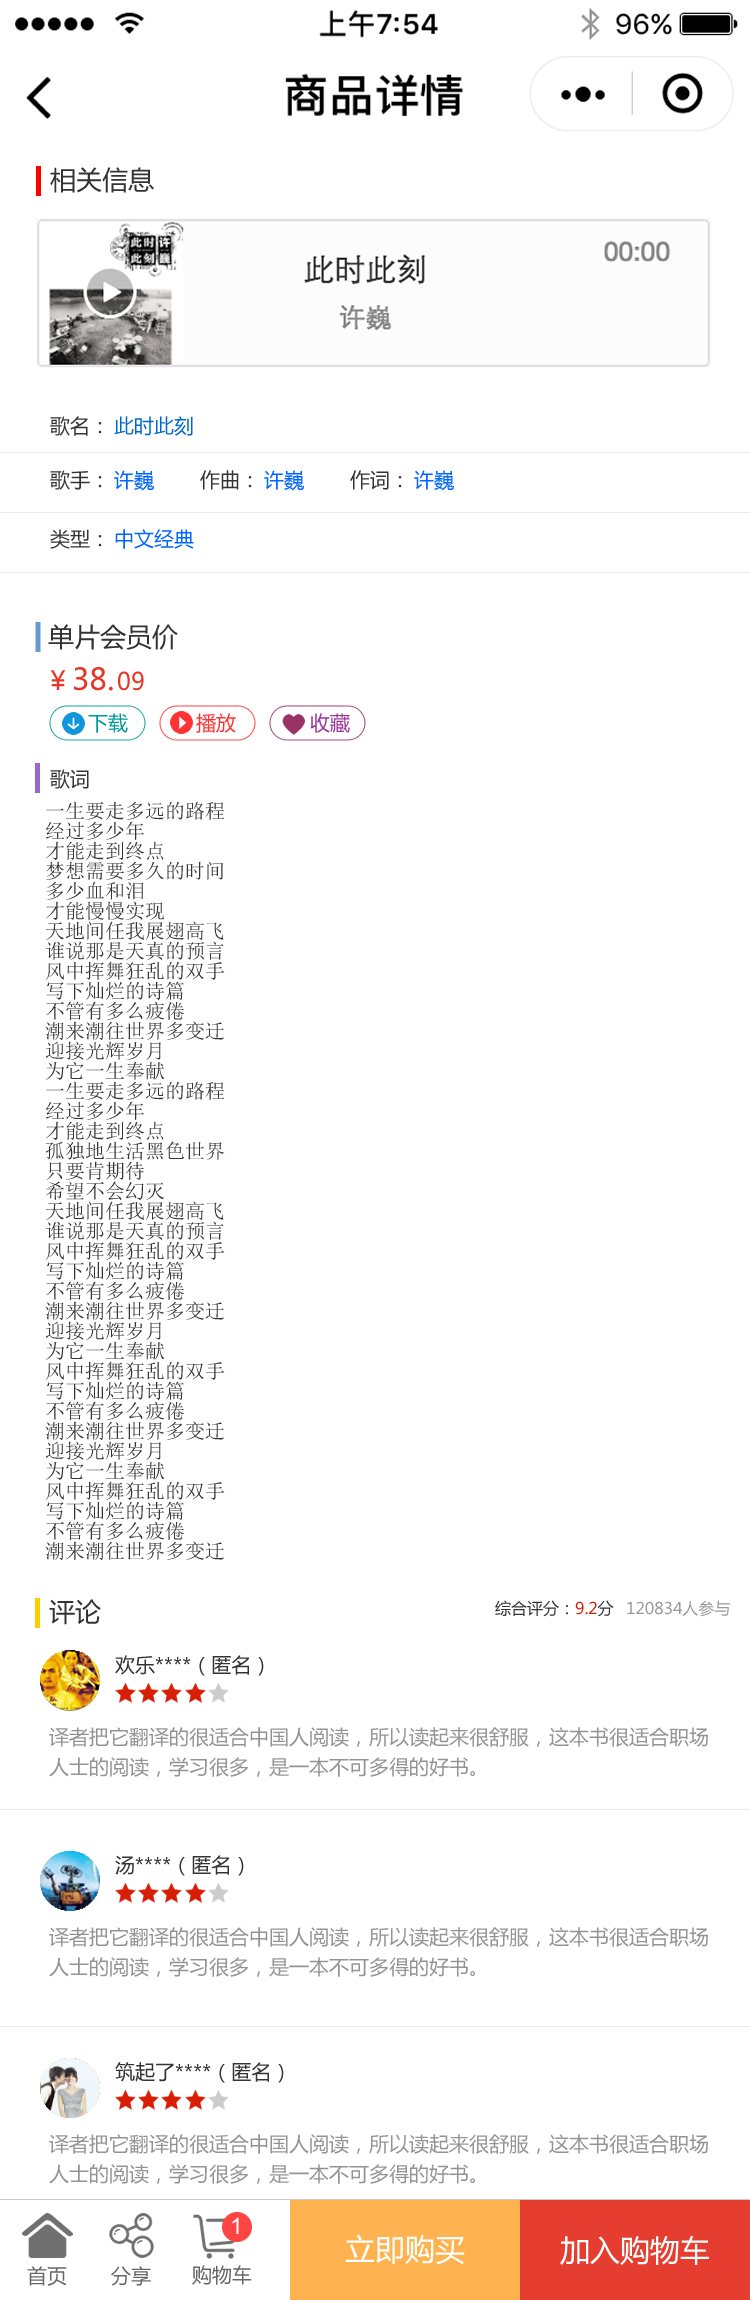 上午7:54
96%
商品详情
相关信息
此时 许
此刻 巍
此时此刻
00:00
许巍
歌名： 此时此刻
歌手： 许巍 作曲： 许巍 作词： 许巍
类型： 中文经典
单片会员价
¥ 38.09
下载 播放 收藏
歌词
一生要走多远的路程
经过多少年
才能走到终点
梦想需要多久的时间
多少血和泪
才能慢慢实现
天地间任我展翅高飞
谁说那是天真的预言
风中挥舞狂乱的双手
写下灿烂的诗篇
不管有多么疲倦
潮来潮往世界多变迁
迎接光辉岁月
为它一生奉献
一生要走多远的路程
经过多少年
才能走到终点
孤独地生活黑色世界
只要肯期待
希望不会幻灭
天地间任我展翅高飞
谁说那是天真的预言
风中挥舞狂乱的双手
写下灿烂的诗篇
不管有多么疲倦
潮来潮往世界多变迁
迎接光辉岁月
为它一生奉献
风中挥舞狂乱的双手
写下灿烂的诗篇
不管有多么疲倦
潮来潮往世界多变迁
迎接光辉岁月
为它一生奉献
风中挥舞狂乱的双手
写下灿烂的诗篇
不管有多么疲倦
潮来潮往世界多变迁
评论
综合评分：9.2分 120834人参与
欢乐****（匿名）
译者把它翻译的很适合中国人阅读，所以读起来很舒服，这本书很适合职场
人士的阅读，学习很多，是一本不可多得的好书。
汤****（匿名）
译者把它翻译的很适合中国人阅读，所以读起来很舒服，这本书很适合职场
人士的阅读，学习很多，是一本不可多得的好书。
筑起了****（匿名）
译者把它翻译的很适合中国人阅读，所以读起来很舒服，这本书很适合职场
人士的阅读，学习很多，是一本不可多得的好书。
1
首页 分享 购物车 立即购买 加入购物车